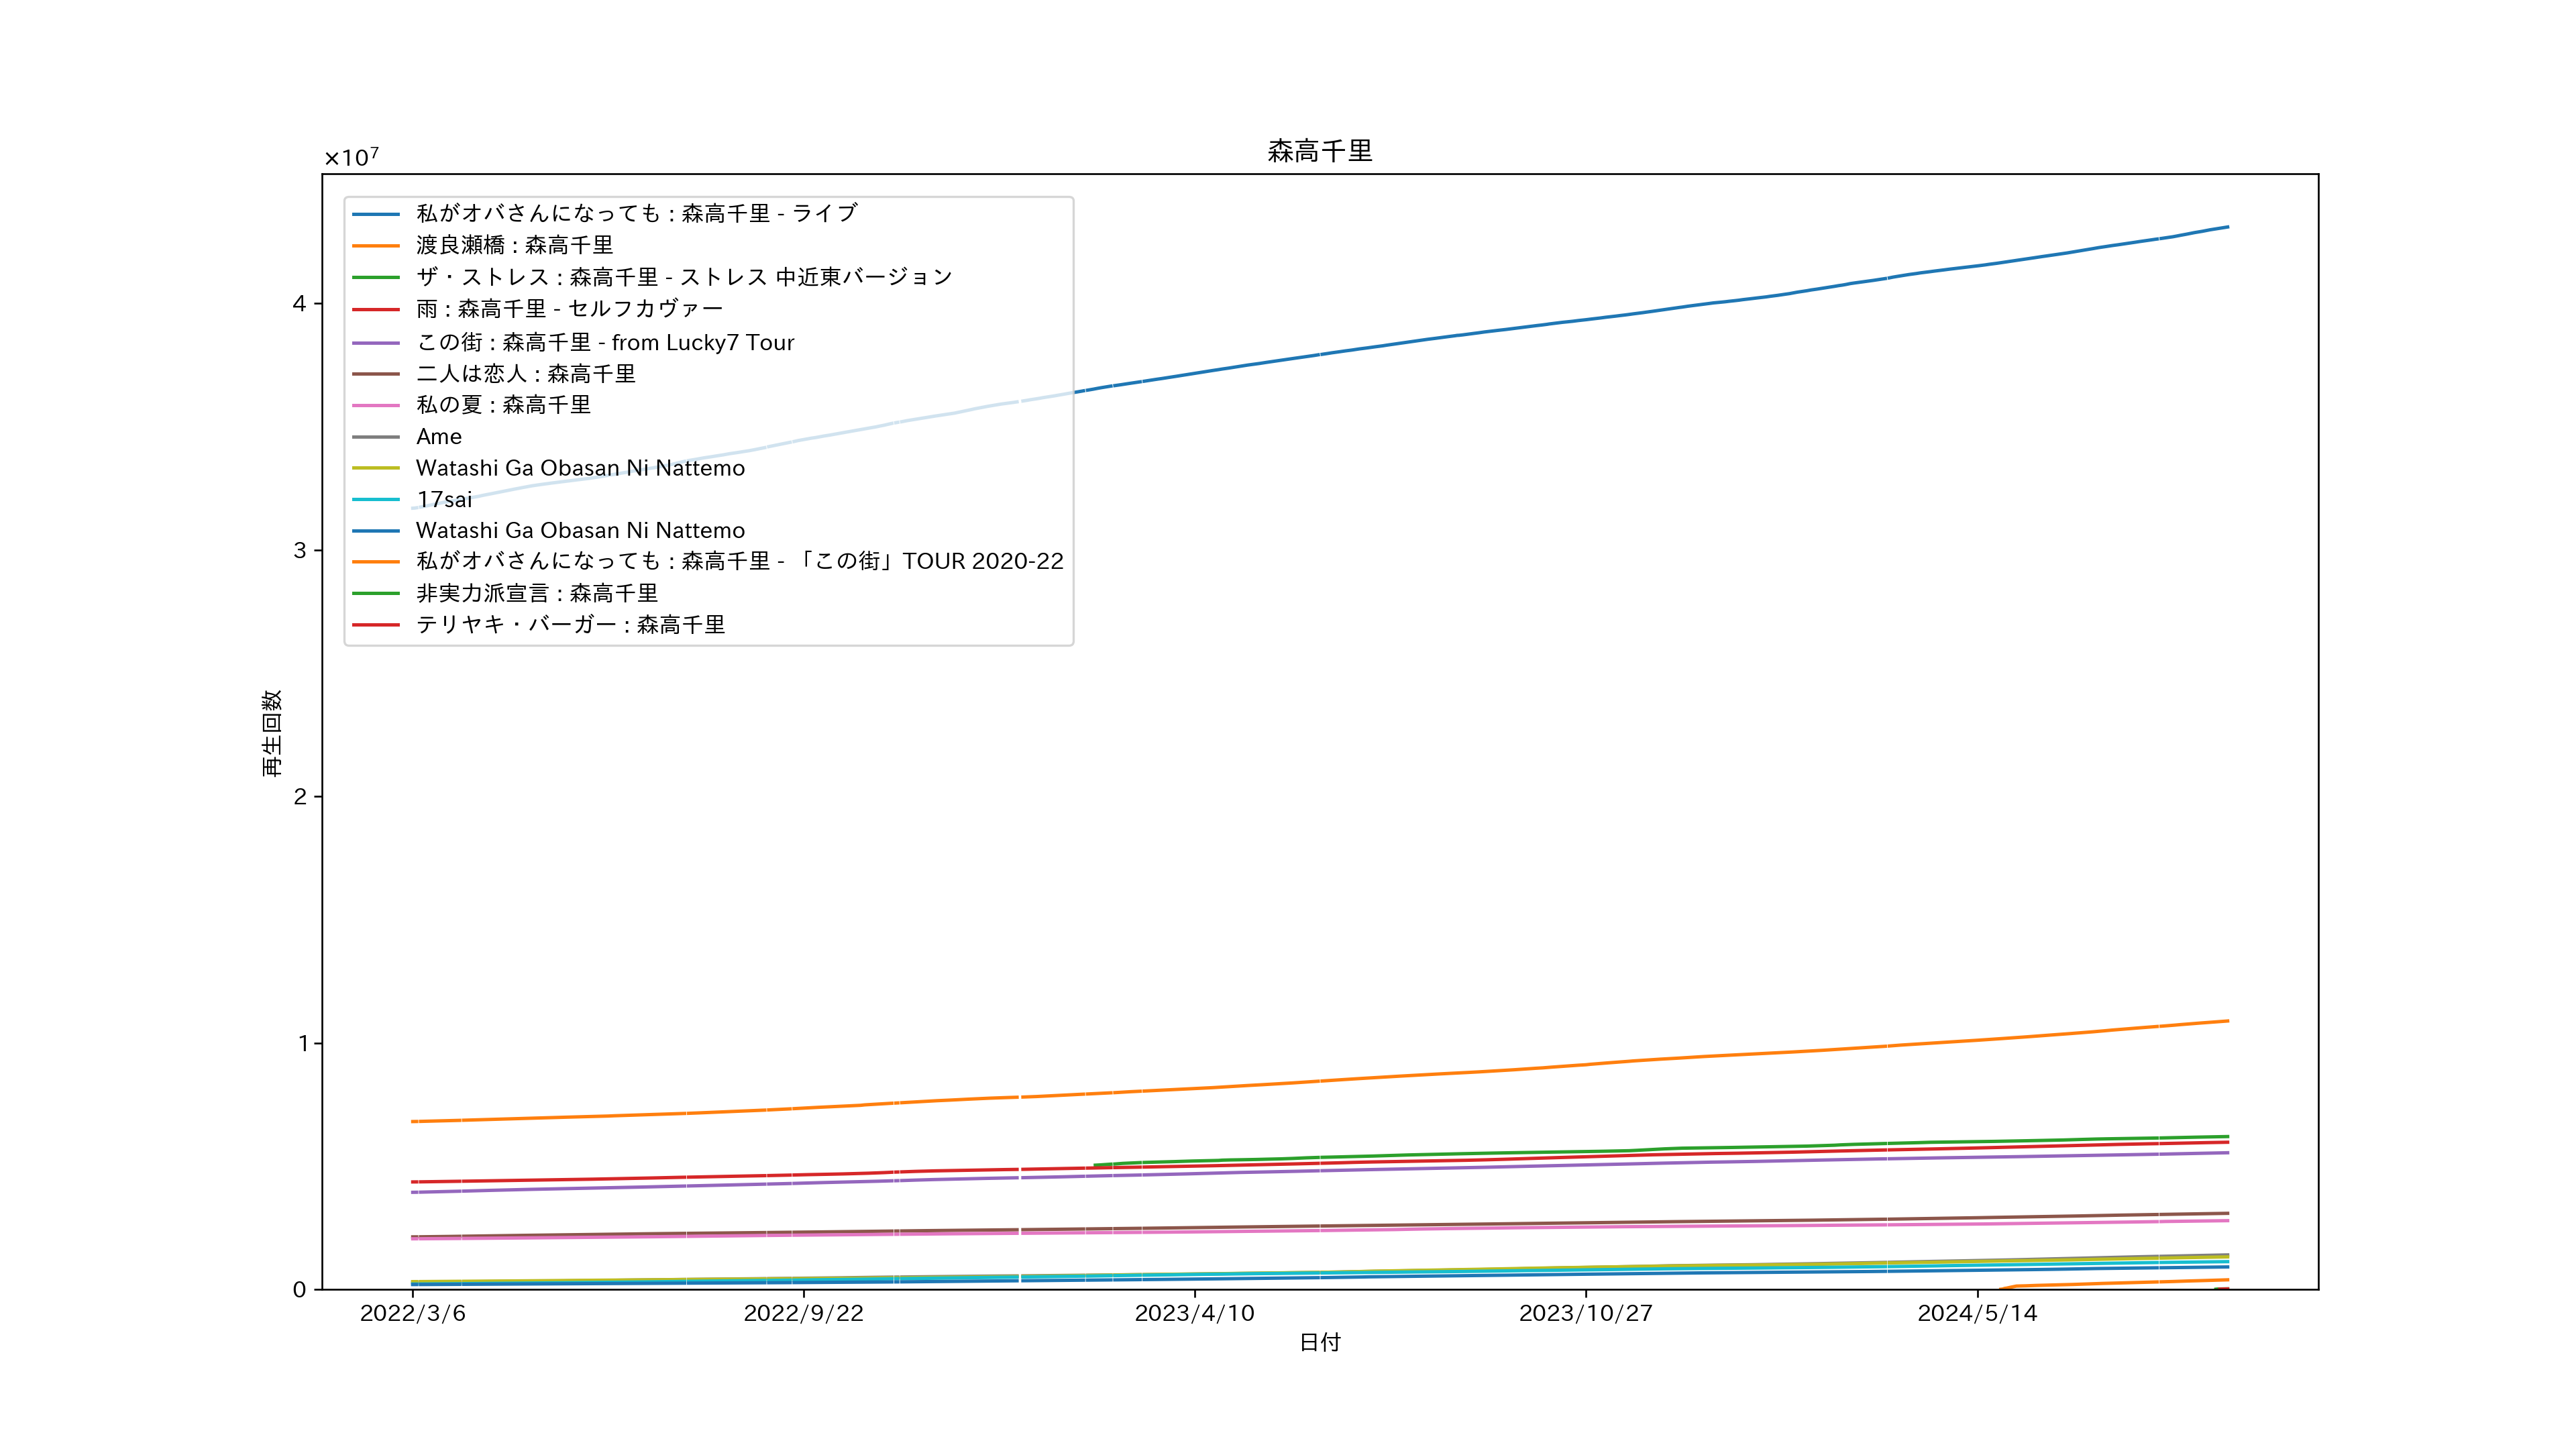 森高千里
×10⁷
私がオバさんになっても : 森高千里 - ライブ
渡良瀬橋 : 森高千里
ザ・ストレス : 森高千里 - ストレス 中近東バージョン
雨 : 森高千里 - セルフカヴァー
この街 : 森高千里 - from Lucky7 Tour
二人は恋人 : 森高千里
私の夏 : 森高千里
Ame
Watashi Ga Obasan Ni Nattemo
17sai
Watashi Ga Obasan Ni Nattemo
私がオバさんになっても : 森高千里 - 「この街」TOUR 2020-22
非実力派宣言 : 森高千里
テリヤキ・バーガー : 森高千里
4
3
2
1
0
再生回数
2022/3/6
2022/9/22
2023/4/10
2023/10/27
2024/5/14
日付